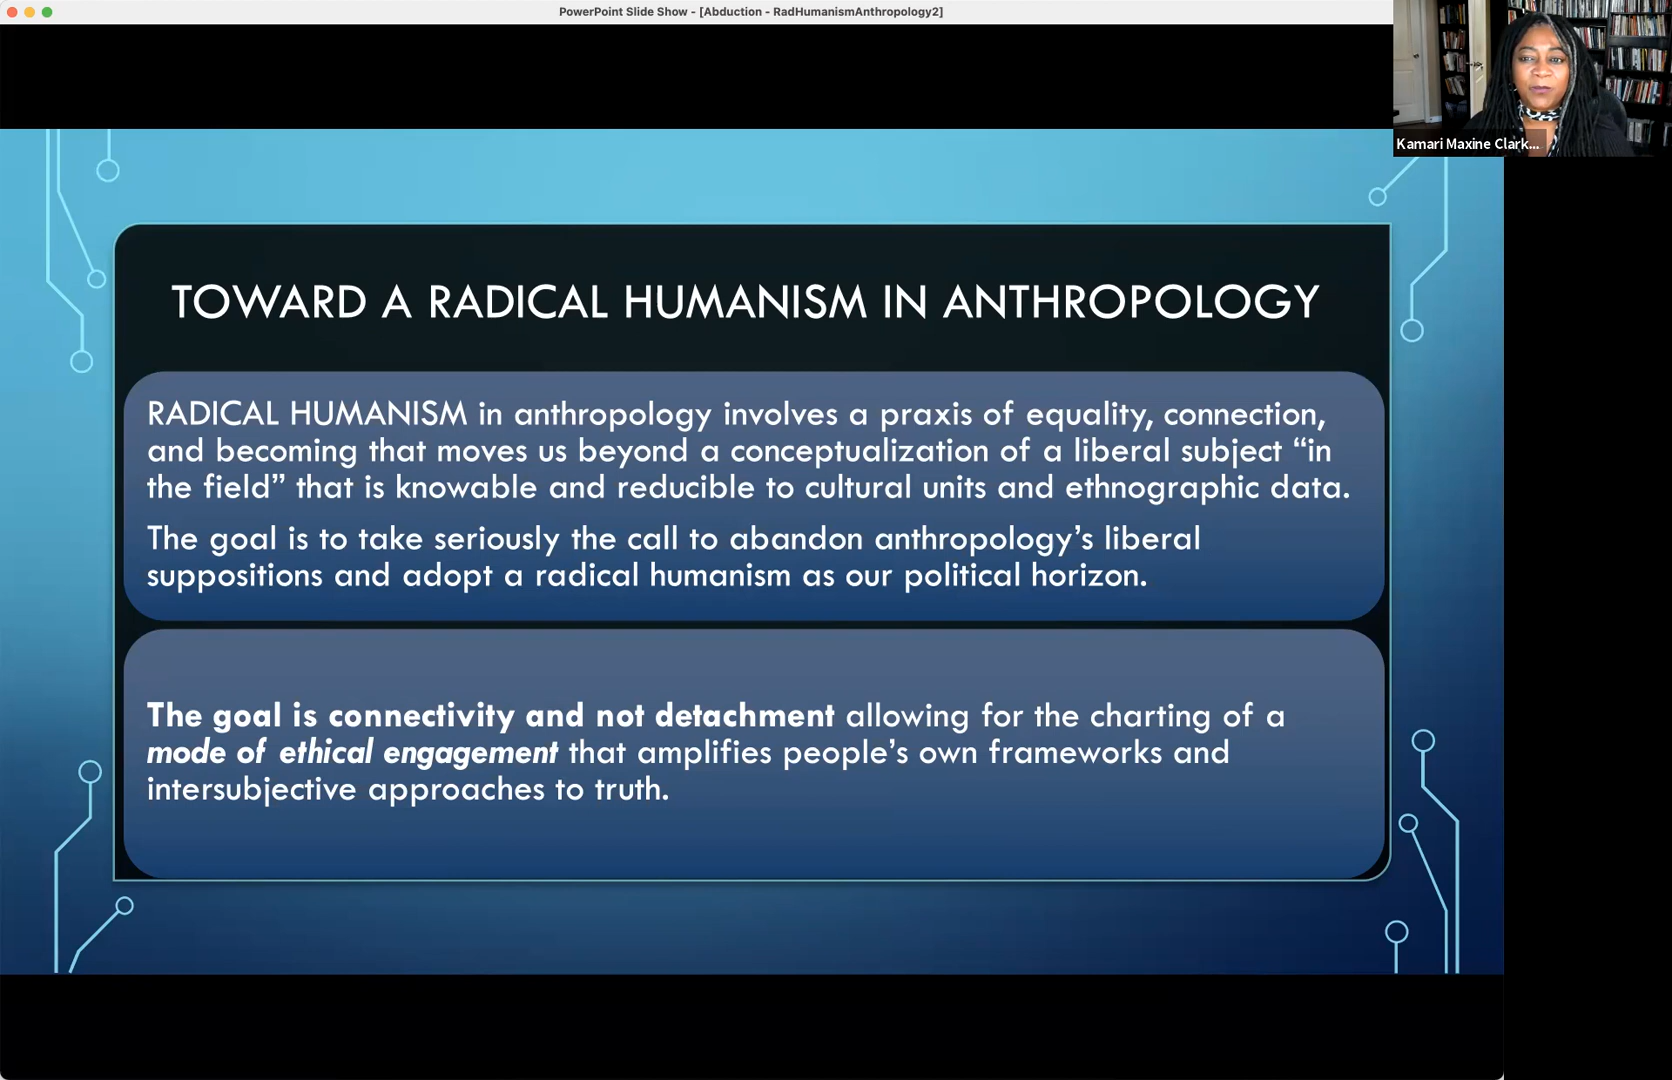 PowerPoint Slide Show - [Abduction - RadHumanismAnthropology2]
Kamari Maxine Clark...
TOWARD A RADICAL HUMANISM IN ANTHROPOLOGY
RADICAL HUMANISM in anthropology involves a praxis of equality, connection,
and becoming that moves us beyond a conceptualization of a liberal subject “in
the field” that is knowable and reducible to cultural units and ethnographic data.
The goal is to take seriously the call to abandon anthropology’s liberal
suppositions and adopt a radical humanism as our political horizon.
The goal is connectivity and not detachment allowing for the charting of a
mode of ethical engagement that amplifies people’s own frameworks and
intersubjective approaches to truth.